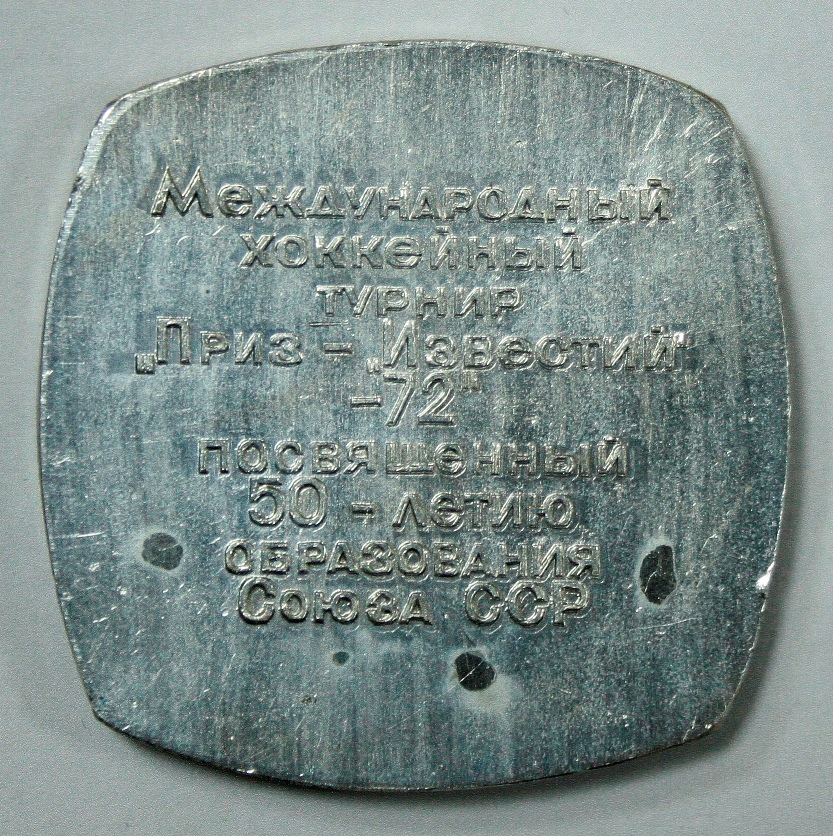 Международный
хоккейный
турнир
„Приз – „Известий"
–72"
посвященный
50 – летию
образования
Союза ССР